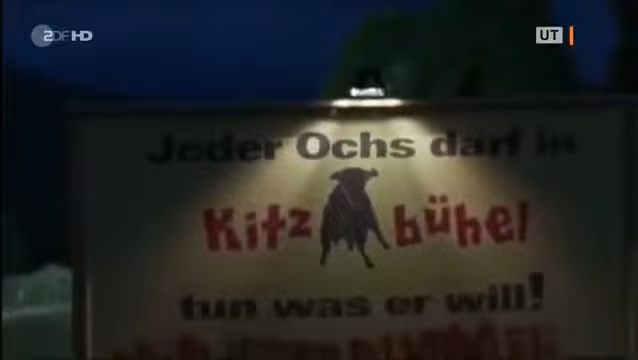 ZDF HD
UT
Jeder Ochs darf in
Kitz bühel
tun was er will!